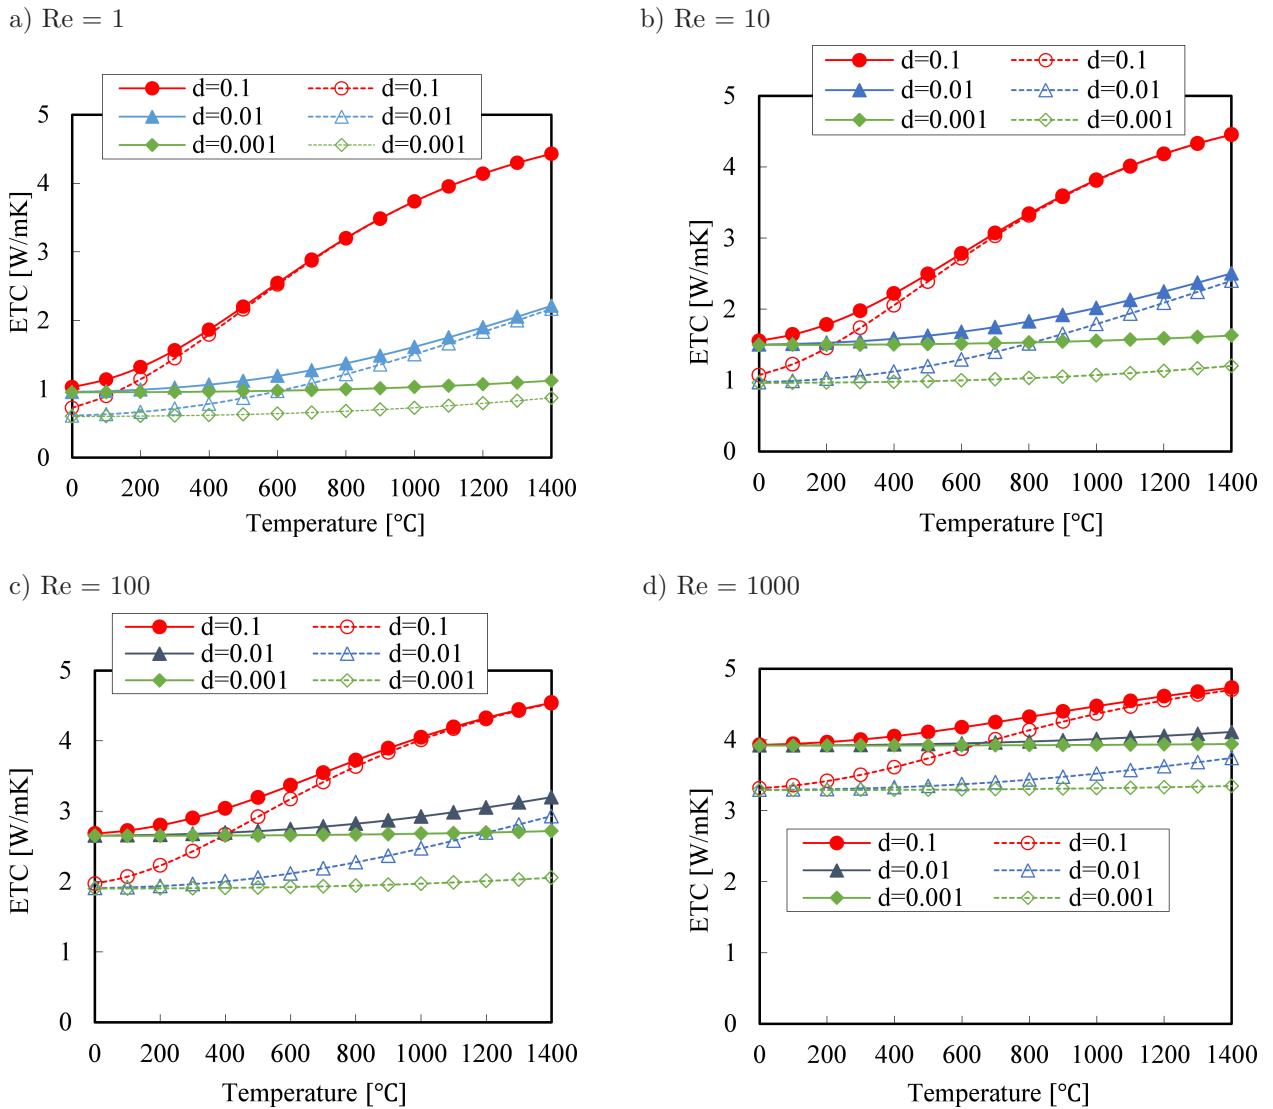 a) Re = 1
d=0.1 d=0.1
d=0.01 d=0.01
d=0.001 d=0.001
ETC [W/mK]
5
4
3
2
1
0
0 200 400 600 800 1000 1200 1400
Temperature [℃]
b) Re = 10
d=0.1 d=0.1
d=0.01 d=0.01
d=0.001 d=0.001
ETC [W/mK]
5
4
3
2
1
0
0 200 400 600 800 1000 1200 1400
Temperature [℃]
c) Re = 100
d=0.1 d=0.1
d=0.01 d=0.01
d=0.001 d=0.001
ETC [W/mK]
5
4
3
2
1
0
0 200 400 600 800 1000 1200 1400
Temperature [℃]
d) Re = 1000
ETC [W/mK]
5
4
3
2
1
0
d=0.1 d=0.1
d=0.01 d=0.01
d=0.001 d=0.001
0 200 400 600 800 1000 1200 1400
Temperature [℃]